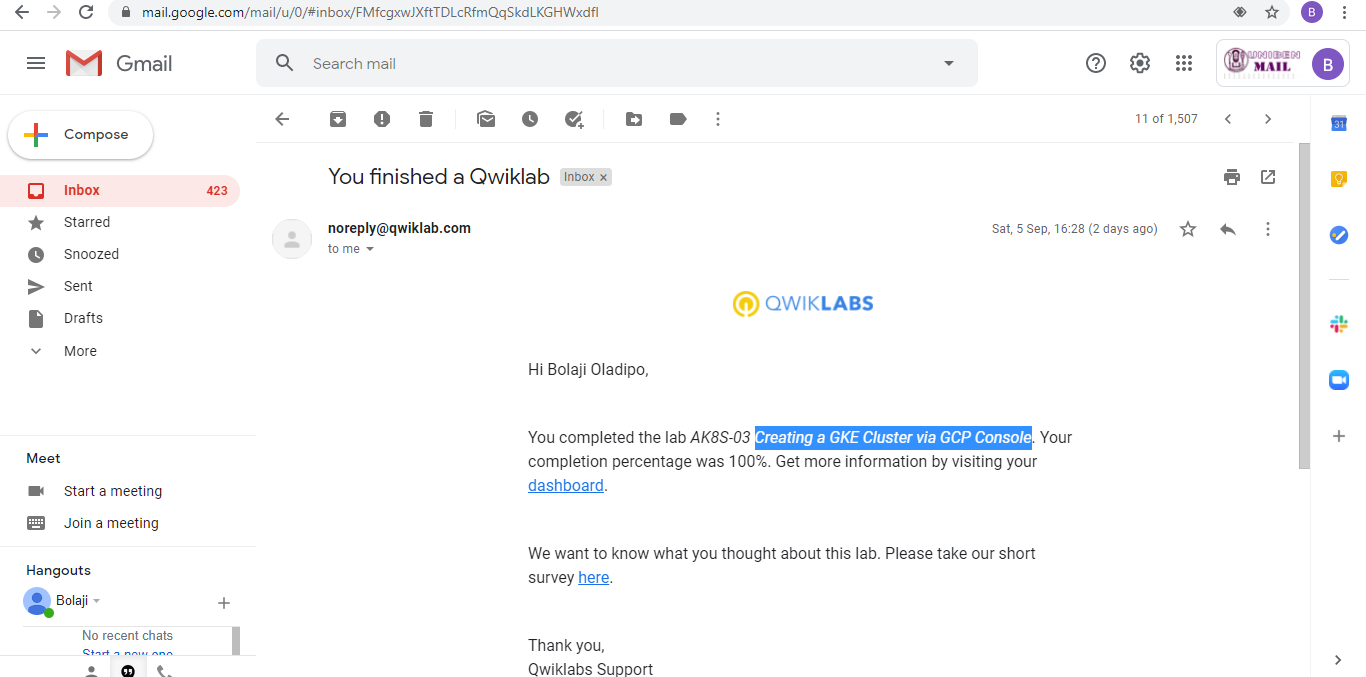 mail.google.com/mail/u/0/#inbox/FMfcgxwJXftTDLcRfmQqSkdLKGHWxdfl
B
Gmail
Search mail
UNIDEN
MAIL
B
Compose
11 of 1,507
31
Inbox 423
Starred
Snoozed
Sent
Drafts
More
You finished a Qwiklab Inbox x
noreply@qwiklab.com
to me
Sat, 5 Sep, 16:28 (2 days ago)
QWIKLABS
Hi Bolaji Oladipo,
You completed the lab AK8S-03 Creating a GKE Cluster via GCP Console. Your
completion percentage was 100%. Get more information by visiting your
dashboard.
We want to know what you thought about this lab. Please take our short
survey here.
Thank you,
Qwiklabs Support
Meet
Start a meeting
Join a meeting
Hangouts
Bolaji
No recent chats
Start a new one